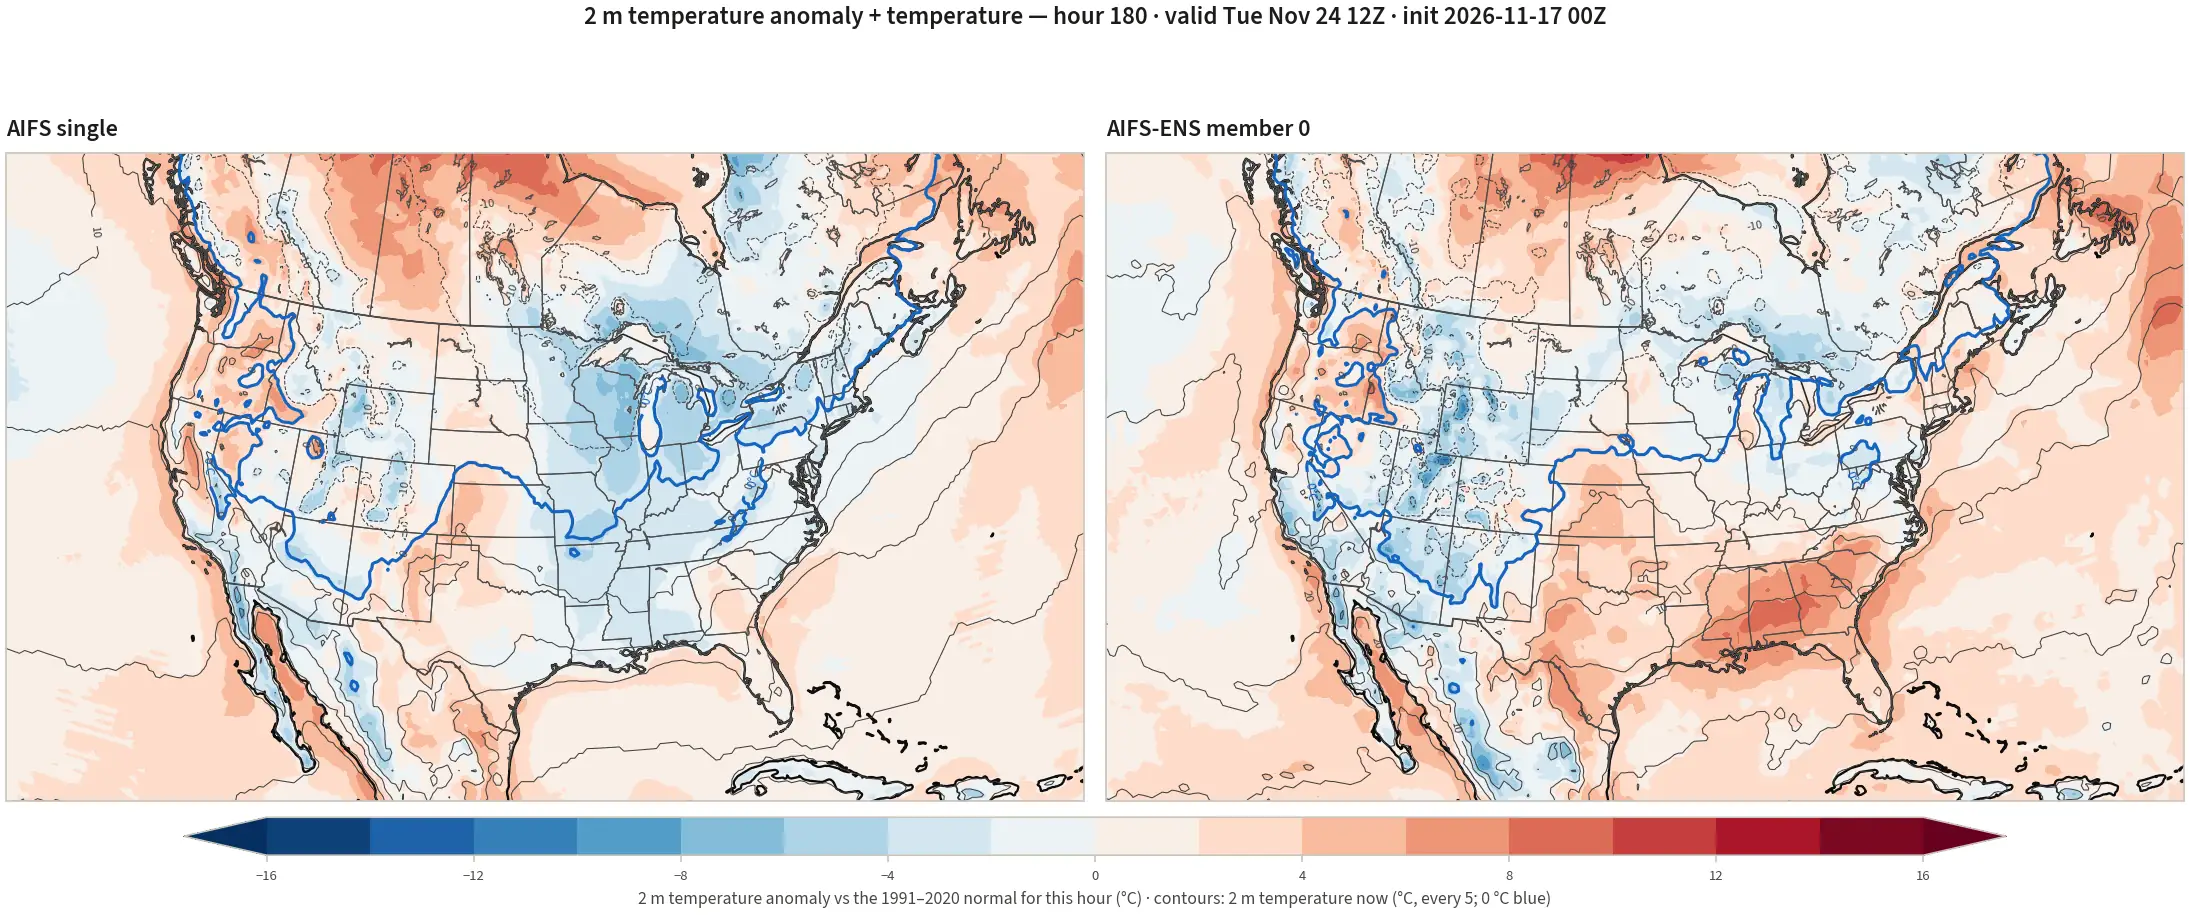 2 m temperature anomaly + temperature — hour 180 · valid Tue Nov 24 12Z · init 2026-11-17 00Z
AIFS single
AIFS-ENS member 0
−16 −12 −8 −4 0 4 8 12 16
2 m temperature anomaly vs the 1991–2020 normal for this hour (°C) · contours: 2 m temperature now (°C, every 5; 0 °C blue)